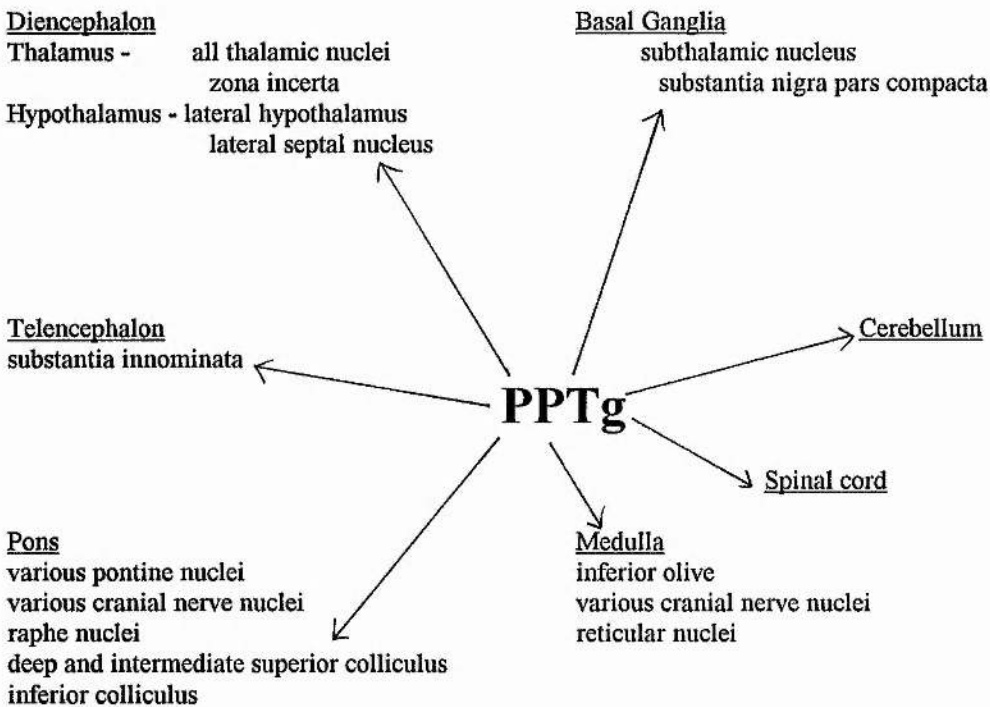 Diencephalon
Thalamus - all thalamic nuclei
zona incerta
Hypothalamus - lateral hypothalamus
lateral septal nucleus
Basal Ganglia
subthalamic nucleus
substantia nigra pars compacta
Telencephalon
substantia innominata
Cerebellum
PPTg
Spinal cord
Pons
various pontine nuclei
various cranial nerve nuclei
raphe nuclei
deep and intermediate superior colliculus
inferior colliculus
Medulla
inferior olive
various cranial nerve nuclei
reticular nuclei